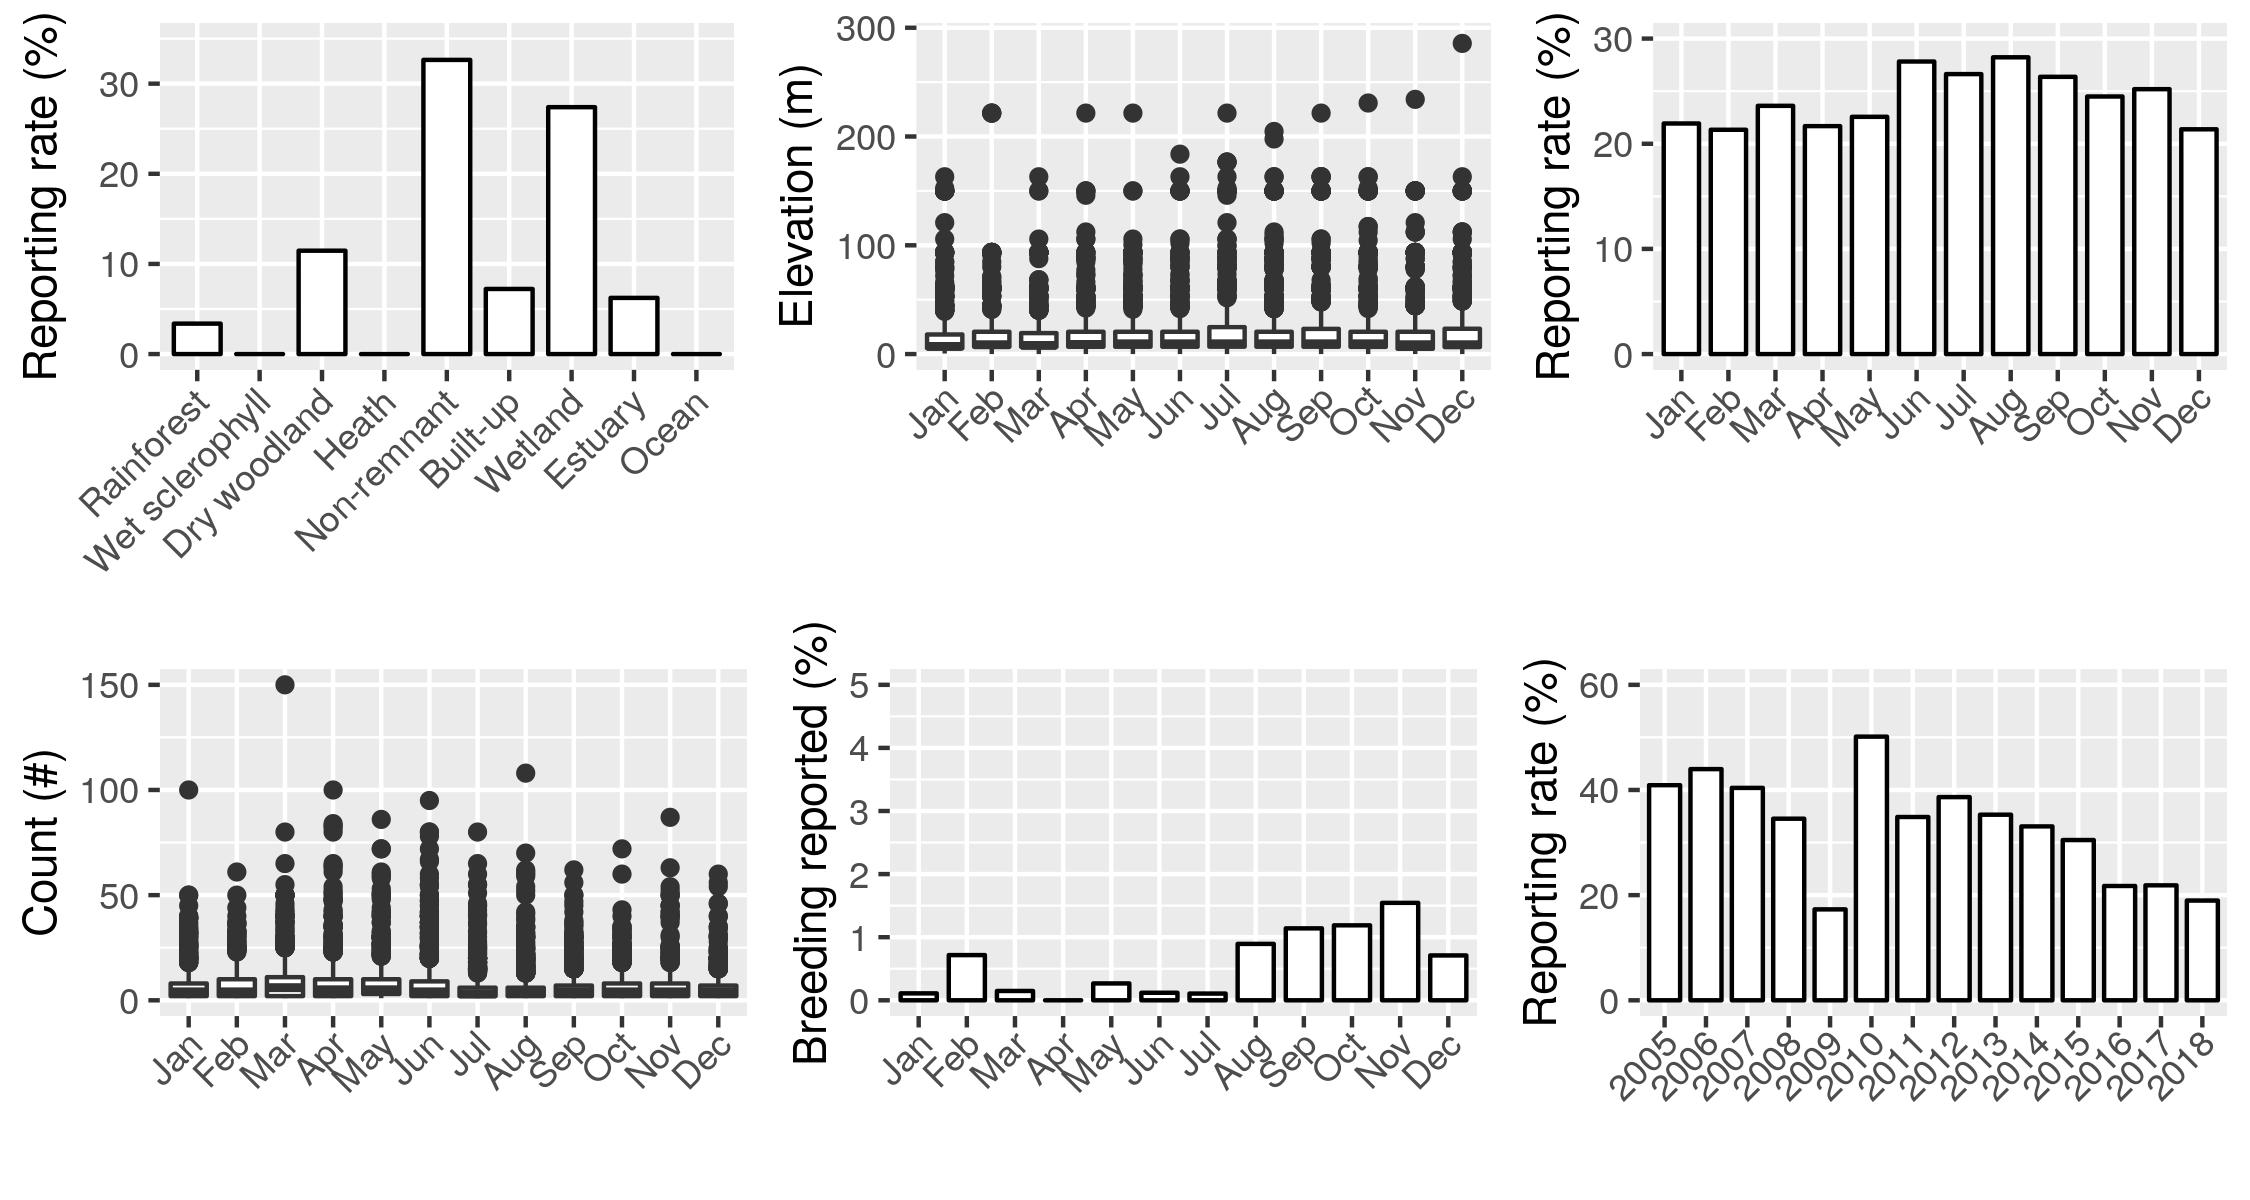 Reporting rate (%)
30
20
10
0
Rainforest
Wet sclerophyll
Dry woodland
Heath
Non-remnant
Built-up
Wetland
Estuary
Ocean
Elevation (m)
300
200
100
0
Jan
Feb
Mar
Apr
May
Jun
Jul
Aug
Sep
Oct
Nov
Dec
Reporting rate (%)
30
20
10
0
Jan
Feb
Mar
Apr
May
Jun
Jul
Aug
Sep
Oct
Nov
Dec
Count (#)
150
100
50
0
Jan
Feb
Mar
Apr
May
Jun
Jul
Aug
Sep
Oct
Nov
Dec
Breeding reported (%)
5
4
3
2
1
0
Jan
Feb
Mar
Apr
May
Jun
Jul
Aug
Sep
Oct
Nov
Dec
Reporting rate (%)
60
40
20
0
2005
2006
2007
2008
2009
2010
2011
2012
2013
2014
2015
2016
2017
2018